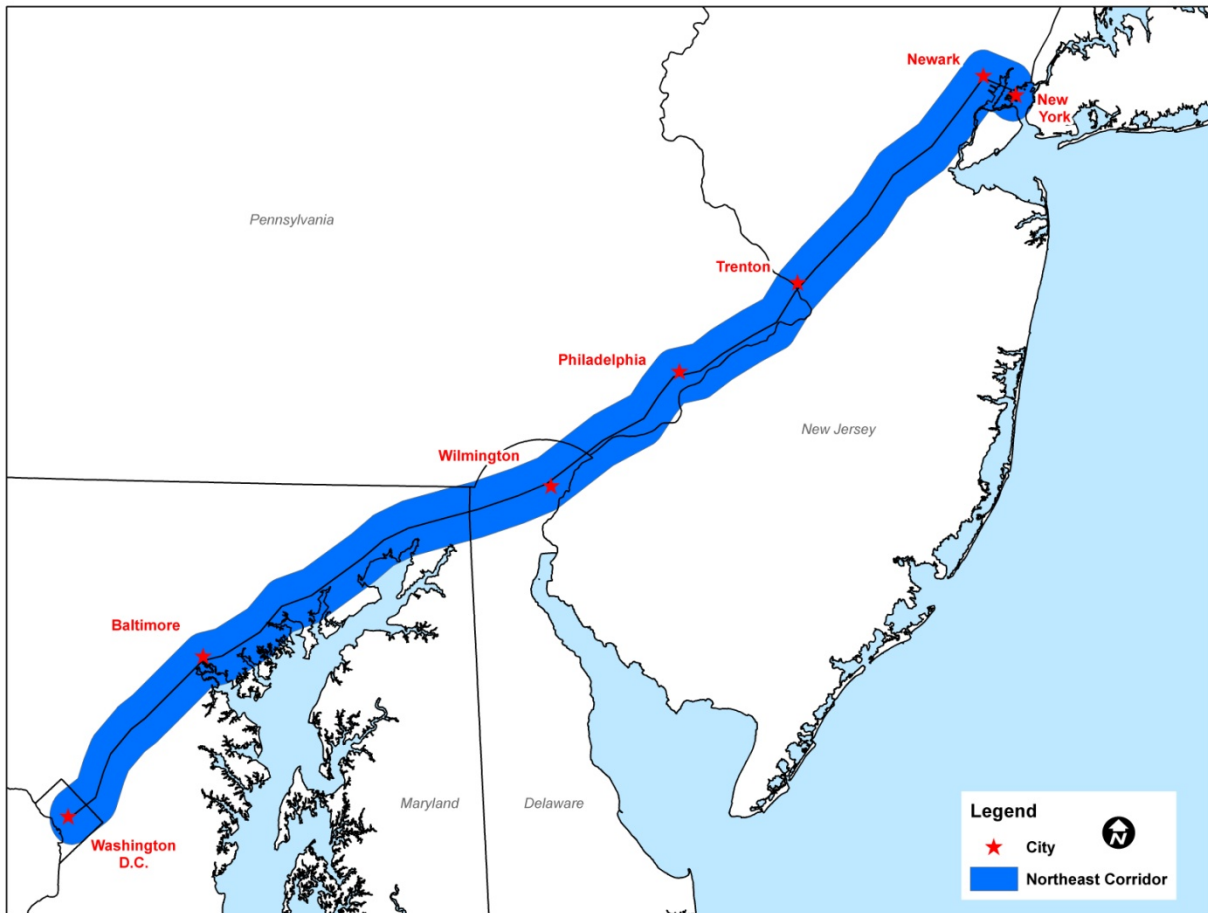 Newark
New
York
Pennsylvania
Trenton
Philadelphia
New Jersey
Wilmington
Baltimore
Maryland
Delaware
Washington
D.C.
Legend
N
City
Northeast Corridor